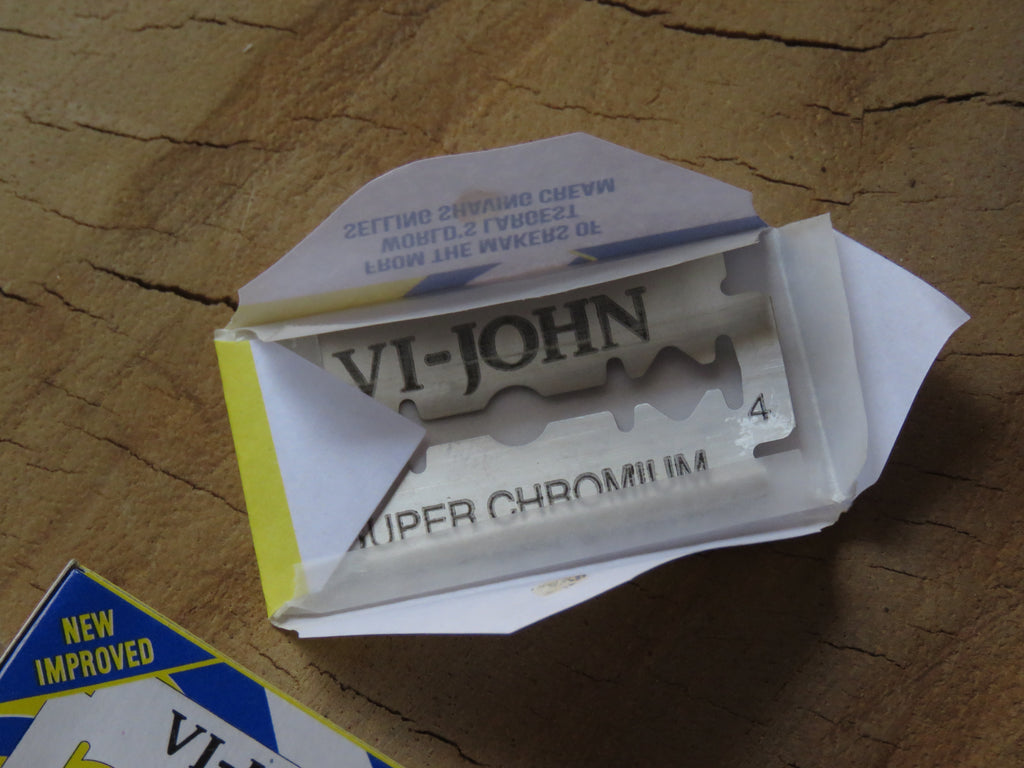 FROM THE MAKERS OF
WORLD'S LARGEST
SELLING SHAVING CREAM
VI-JOHN
4
SUPER CHROMIUM
NEW
IMPROVED